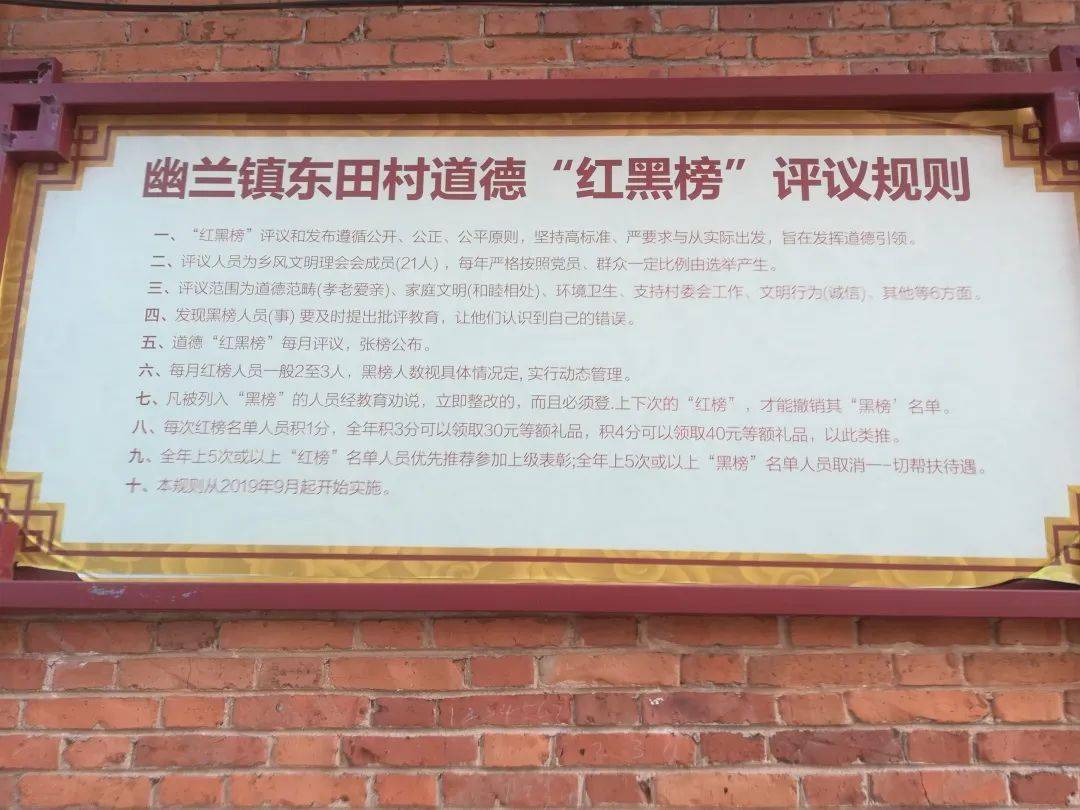 幽兰镇东田村道德“红黑榜”评议规则
一、“红黑榜”评议和发布遵循公开、公正、公平原则，坚持高标准、严要求与从实际出发，旨在发挥道德引领。
二、评议人员为乡风文明理会会成员(21人)，每年严格按照党员、群众一定比例由选举产生。
三、评议范围为道德范畴(孝老爱亲)、家庭文明(和睦相处)、环境卫生、支持村委会工作、文明行为(诚信)、其他等6方面。
四、发现黑榜人员(事) 要及时提出批评教育，让他们认识到自己的错误。
五、道德“红黑榜”每月评议，张榜公布。
六、每月红榜人员一般2至3人，黑榜人数视具体情况定, 实行动态管理。
七、凡被列入“黑榜”的人员经教育劝说，立即整改的，而且必须登.上下次的“红榜”，才能撤销其“黑榜’名单。
八、每次红榜名单人员积1分，全年积3分可以领取30元等额礼品，积4分可以领取40元等额礼品，以此类推。
九、全年上5次或以上“红榜”名单人员优先推荐参加上级表彰;全年上5次或以上“黑榜”名单人员取消一--切帮扶待遇。
十、本规则从2019年9月起开始实施。